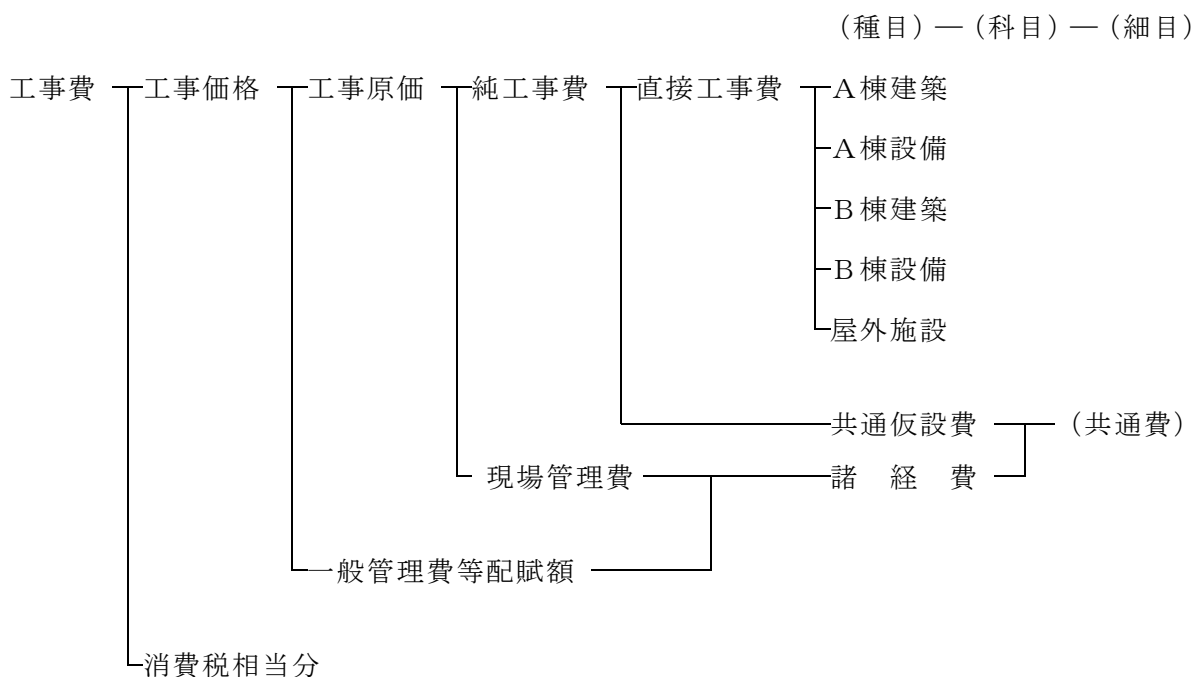 (種目)―(科目)―(細目)
工事費 工事価格 工事原価 純工事費 直接工事費 A棟建築
A棟設備
B棟建築
B棟設備
屋外施設
共通仮設費 (共通費)
現場管理費 諸経費
一般管理費等配賦額
消費税相当分